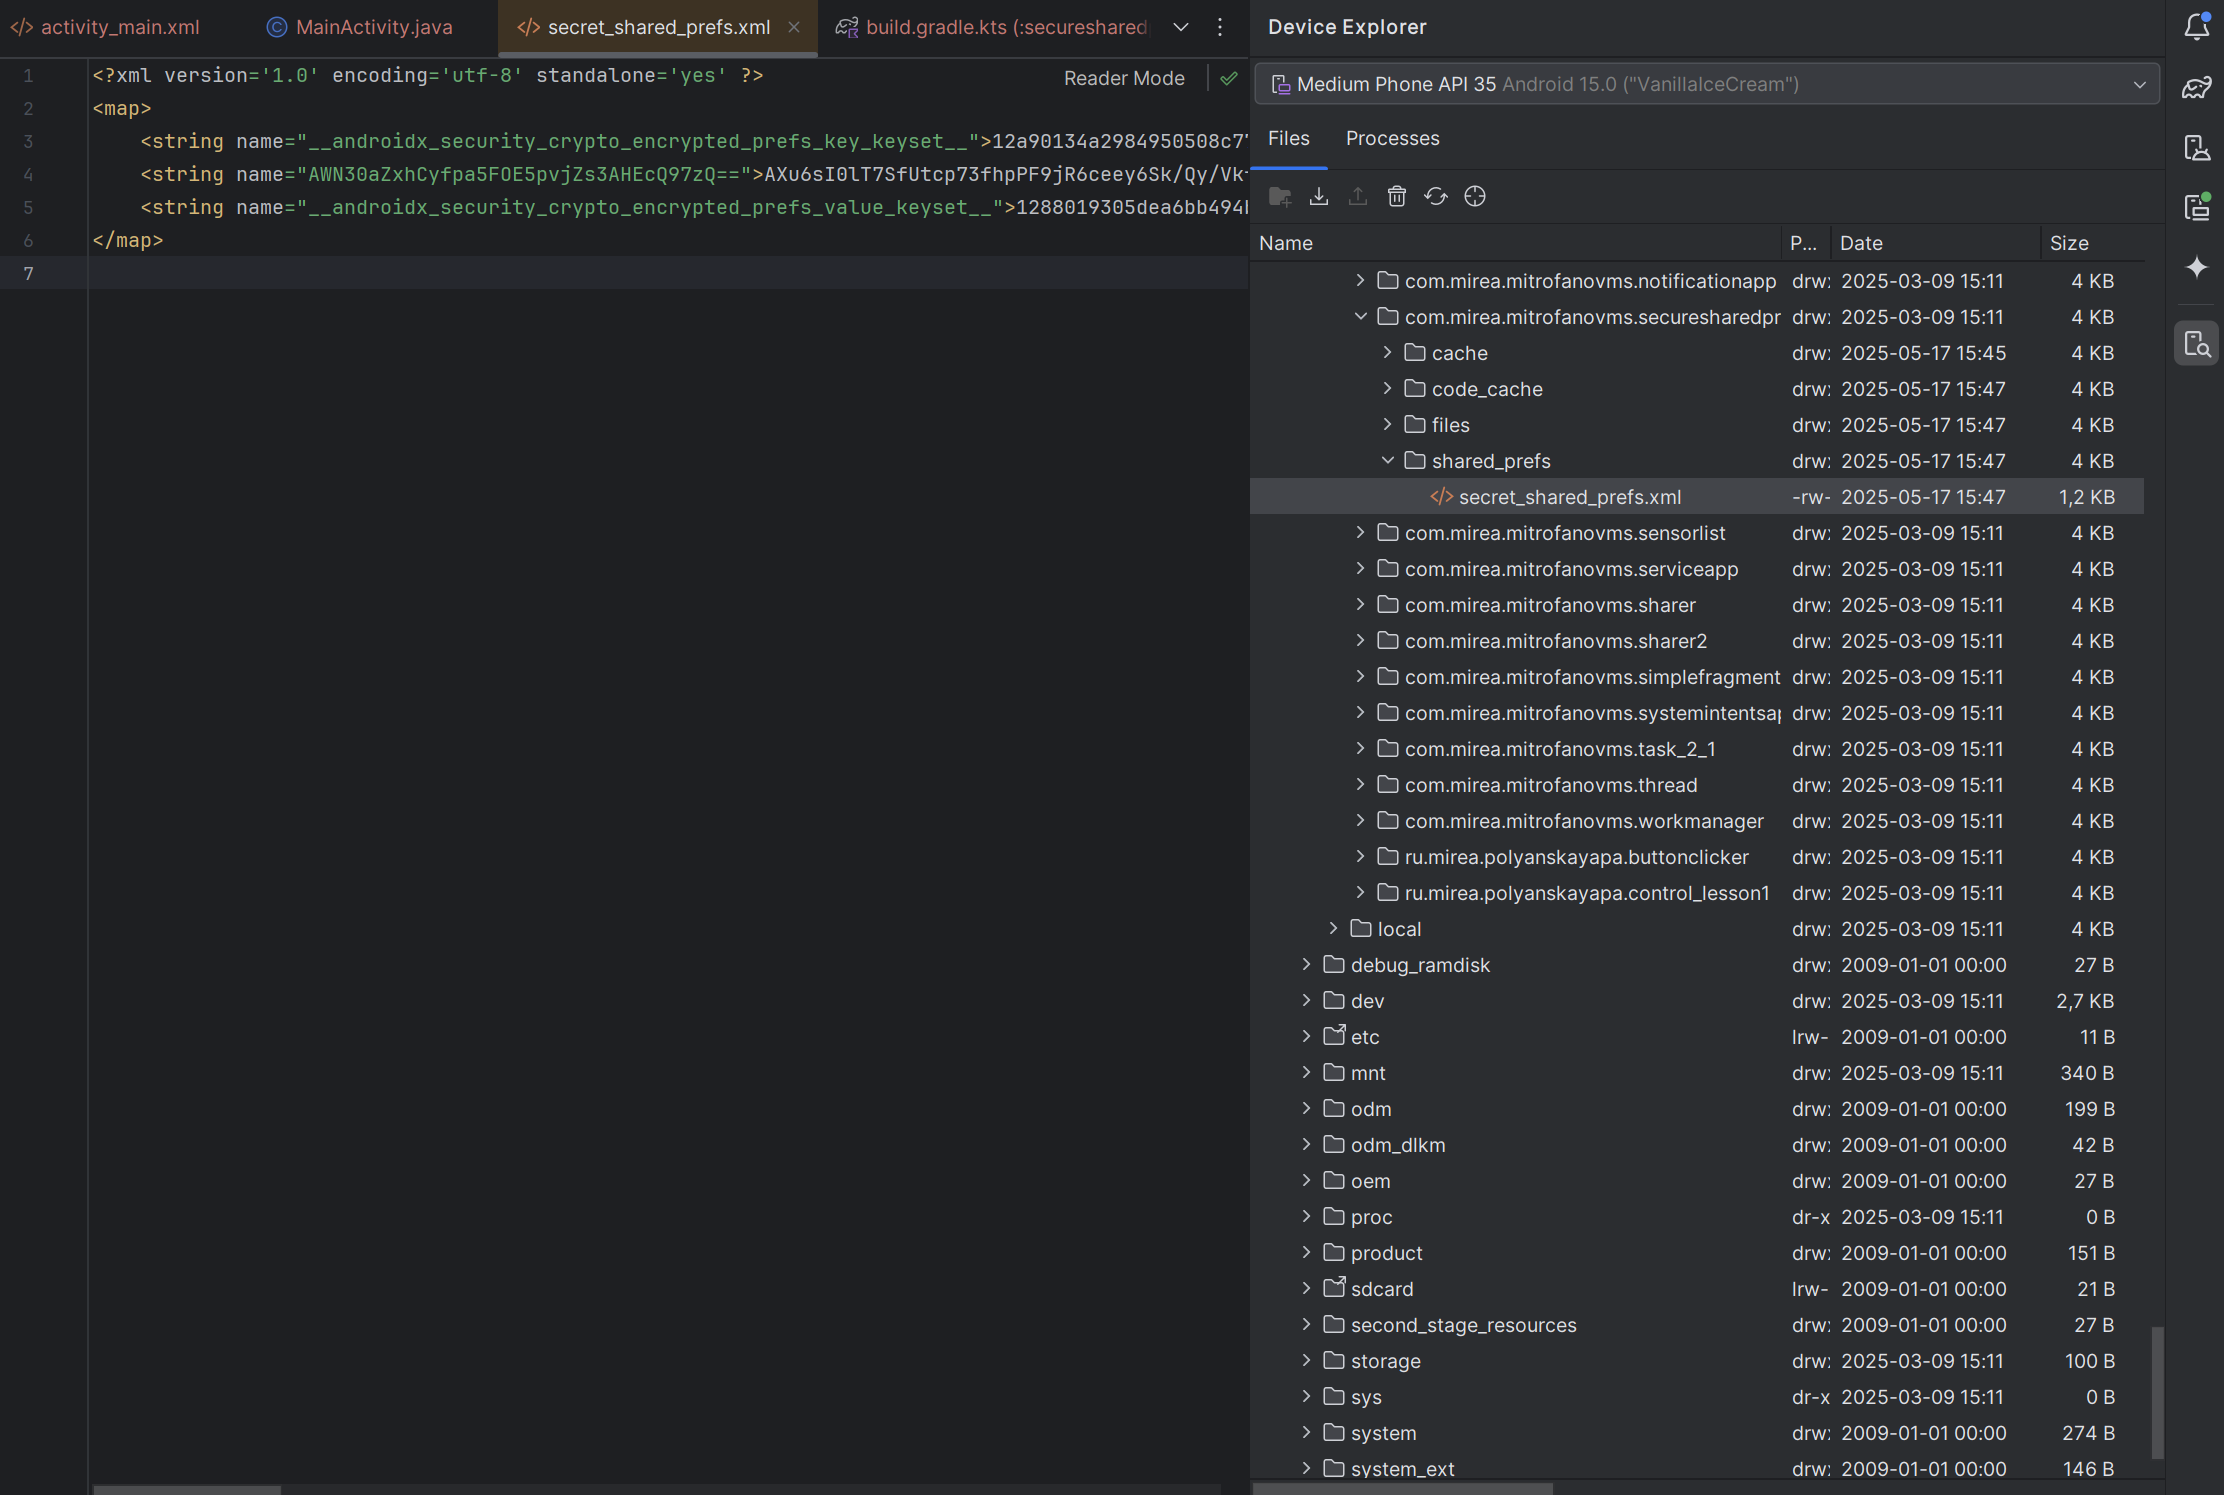 activity_main.xml
MainActivity.java
secret_shared_prefs.xml
build.gradle.kts (:secureshared
Reader Mode
1 <?xml version='1.0' encoding='utf-8' standalone='yes' ?>
2 <map>
3 <string name="__androidx_security_crypto_encrypted_prefs_key_keyset__">12a90134a2984950508c7
4 <string name="AWN30aZxhCyfpa5FOE5pvjZs3AHEcQ97zQ==">AXu6sI0lT7SfUtcp73fhpPF9jR6ceey6Sk/Qy/Vk
5 <string name="__androidx_security_crypto_encrypted_prefs_value_keyset__">1288019305dea6bb494
6 </map>
7
Device Explorer
Medium Phone API 35 Android 15.0 ("VanillaIceCream")
Files Processes
Name P... Date Size
com.mirea.mitrofanovms.notificationapp drw 2025-03-09 15:11 4 KB
com.mirea.mitrofanovms.securesharedpr drw 2025-03-09 15:11 4 KB
cache drw 2025-05-17 15:45 4 KB
code_cache drw 2025-05-17 15:47 4 KB
files drw 2025-05-17 15:47 4 KB
shared_prefs drw 2025-05-17 15:47 4 KB
secret_shared_prefs.xml -rw- 2025-05-17 15:47 1,2 KB
com.mirea.mitrofanovms.sensorlist drw 2025-03-09 15:11 4 KB
com.mirea.mitrofanovms.serviceapp drw 2025-03-09 15:11 4 KB
com.mirea.mitrofanovms.sharer drw 2025-03-09 15:11 4 KB
com.mirea.mitrofanovms.sharer2 drw 2025-03-09 15:11 4 KB
com.mirea.mitrofanovms.simplefragment drw 2025-03-09 15:11 4 KB
com.mirea.mitrofanovms.systemintentsap drw 2025-03-09 15:11 4 KB
com.mirea.mitrofanovms.task_2_1 drw 2025-03-09 15:11 4 KB
com.mirea.mitrofanovms.thread drw 2025-03-09 15:11 4 KB
com.mirea.mitrofanovms.workmanager drw 2025-03-09 15:11 4 KB
ru.mirea.polyanskayapa.buttonclicker drw 2025-03-09 15:11 4 KB
ru.mirea.polyanskayapa.control_lesson1 drw 2025-03-09 15:11 4 KB
local drw 2025-03-09 15:11 4 KB
debug_ramdisk drw 2009-01-01 00:00 27 B
dev drw 2025-03-09 15:11 2,7 KB
etc lrw- 2009-01-01 00:00 11 B
mnt drw 2025-03-09 15:11 340 B
odm drw 2009-01-01 00:00 199 B
odm_dlkm drw 2009-01-01 00:00 42 B
oem drw 2009-01-01 00:00 27 B
proc dr-x 2025-03-09 15:11 0 B
product drw 2009-01-01 00:00 151 B
sdcard lrw- 2009-01-01 00:00 21 B
second_stage_resources drw 2009-01-01 00:00 27 B
storage drw 2025-03-09 15:11 100 B
sys dr-x 2025-03-09 15:11 0 B
system drw 2009-01-01 00:00 274 B
system_ext drw 2009-01-01 00:00 146 B